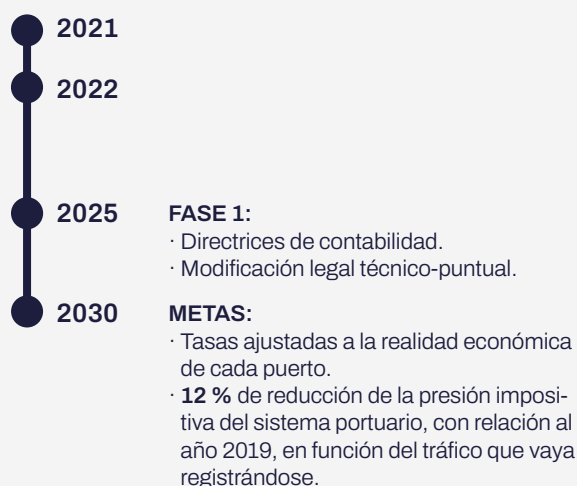 2021
2022
2025
FASE 1:
· Directrices de contabilidad.
· Modificación legal técnico-puntual.
2030
METAS:
· Tasas ajustadas a la realidad económica
de cada puerto.
· 12 % de reducción de la presión imposi-
tiva del sistema portuario, con relación al
año 2019, en función del tráfico que vaya
registrándose.